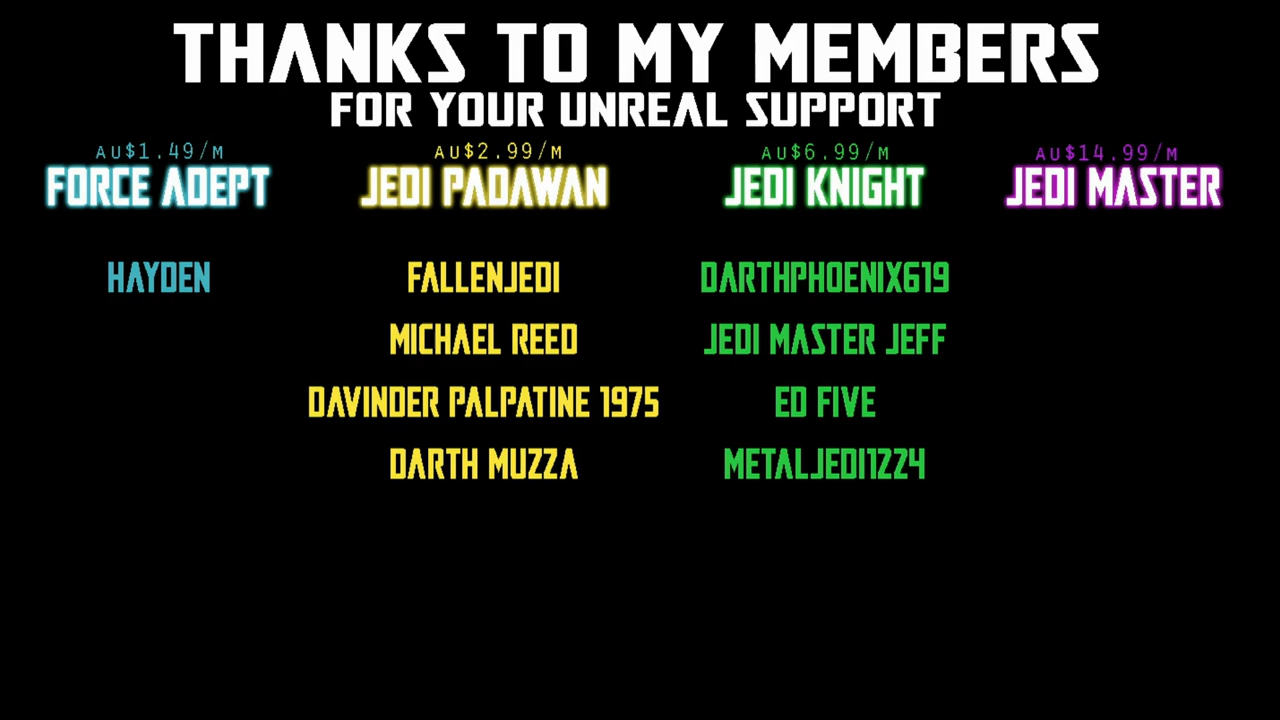 THANKS TO MY MEMBERS
FOR YOUR UNREAL SUPPORT
AU$1.49/M AU$2.99/M AU$6.99/M AU$14.99/M
FORCE ADEPT JEDI PADAWAN JEDI KNIGHT JEDI MASTER
HAYDEN FALLENJEDI DARTHPHOENIX619
MICHAEL REED JEDI MASTER JEFF
DAVINDER PALPATINE 1975 ED FIVE
DARTH MUZZA METALJEDI1224